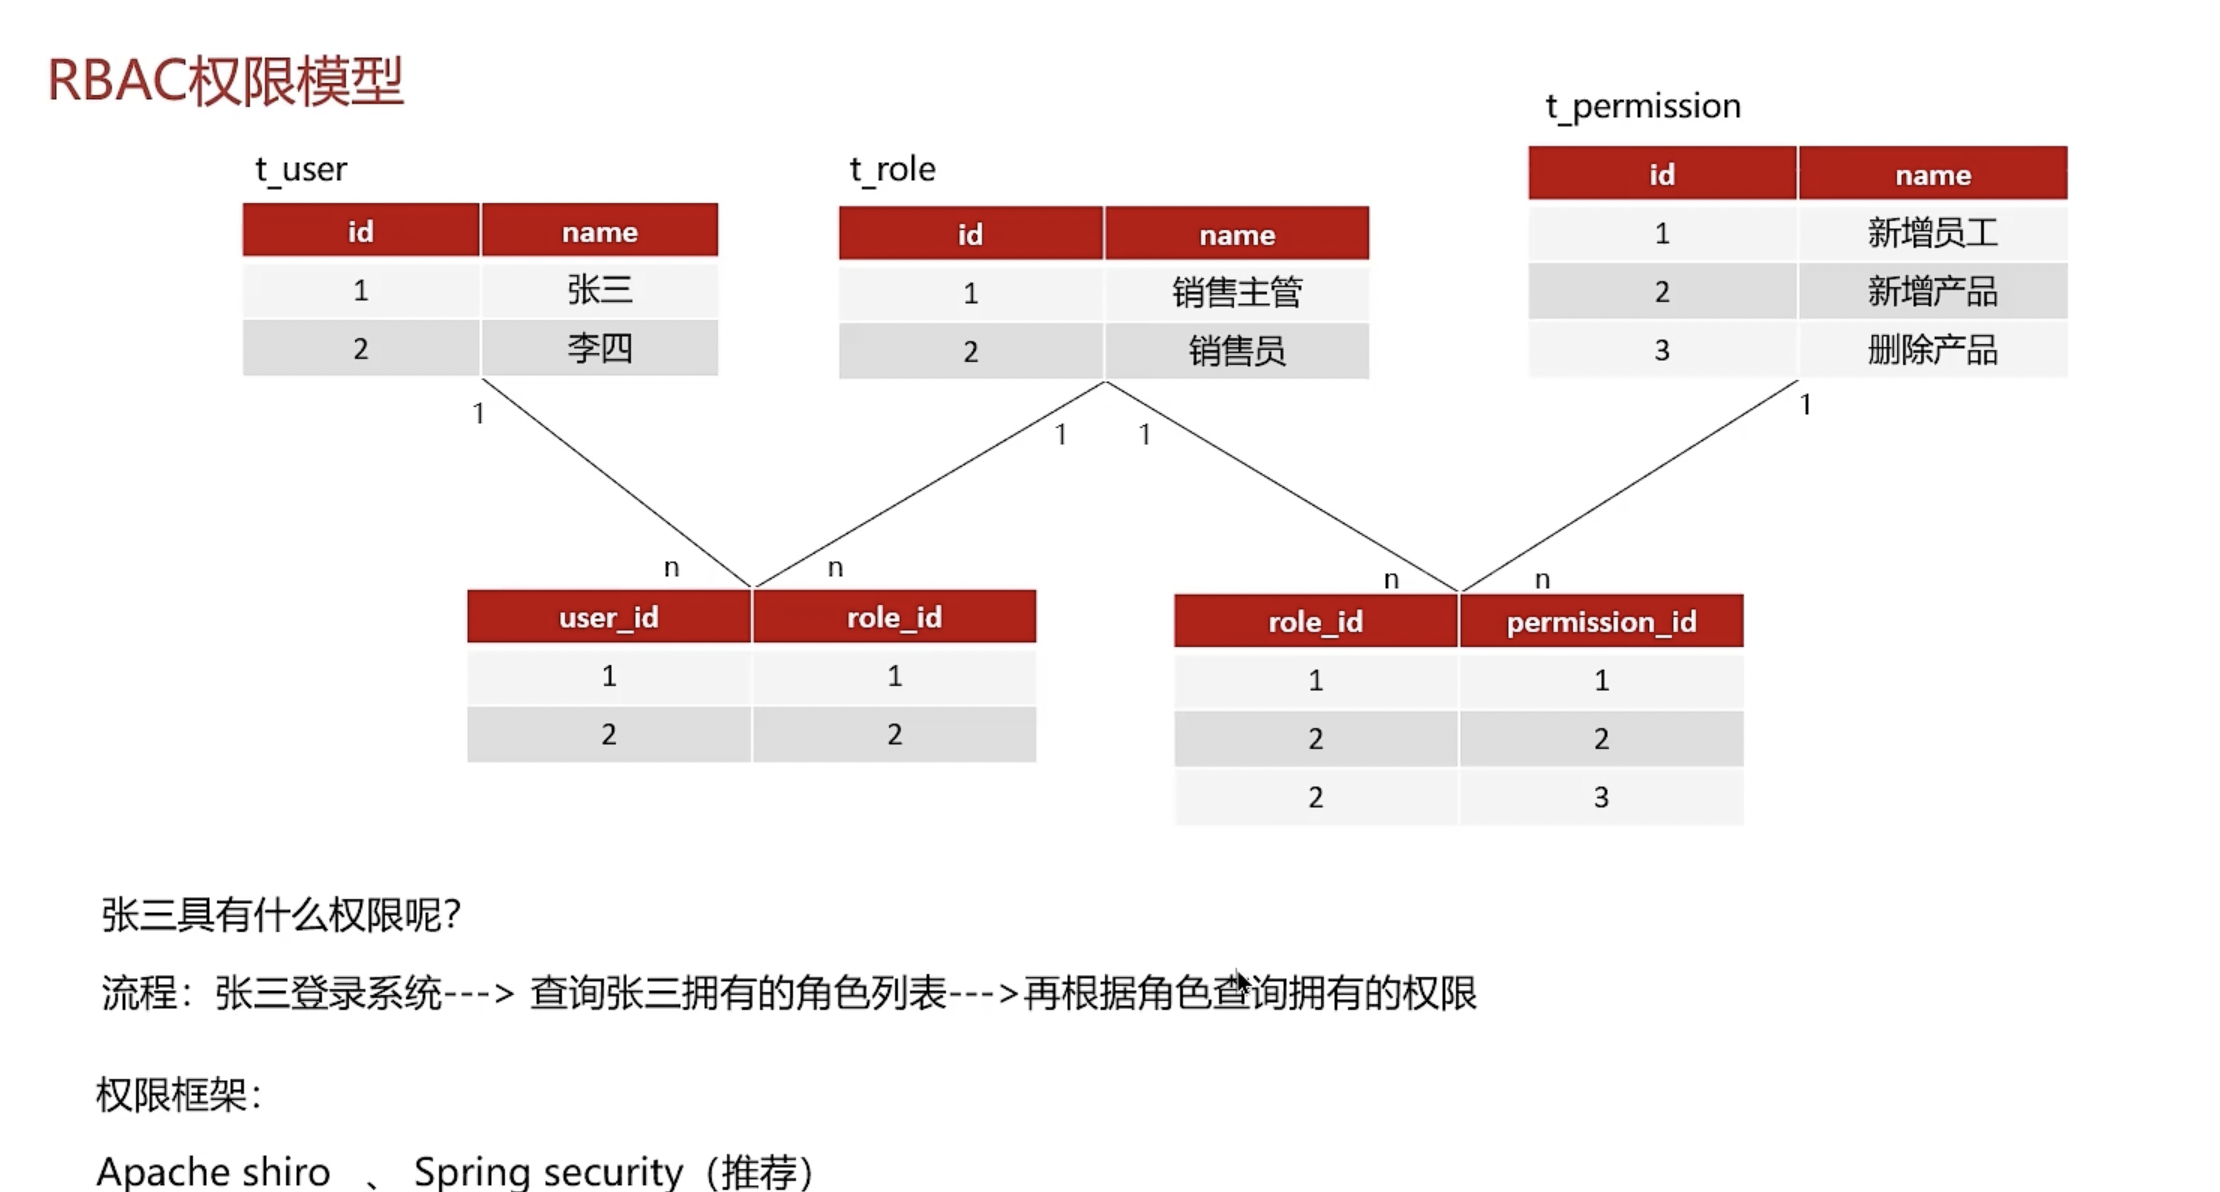 RBAC权限模型
t_permission
t_user
t_role
id name
1 新增员工
2 新增产品
3 删除产品
id name
1 张三
2 李四
id name
1 销售主管
2 销售员
1
1
1
1
n
n
n
n
user_id role_id
1 1
2 2
role_id permission_id
1 1
2 2
2 3
张三具有什么权限呢？
流程：张三登录系统---> 查询张三拥有的角色列表--->再根据角色查询拥有的权限
权限框架：
Apache shiro 、 Spring security（推荐）